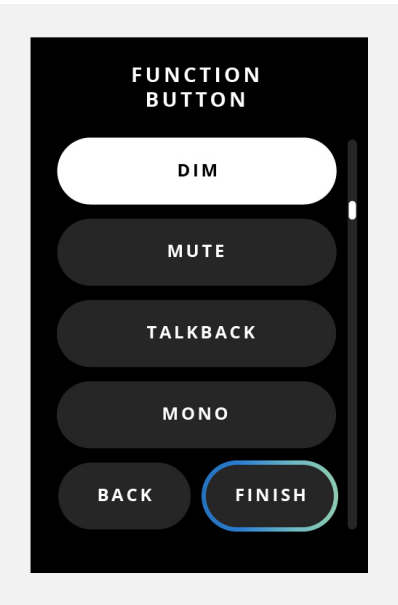 FUNCTION
BUTTON
DIM
MUTE
TALKBACK
MONO
BACK
FINISH